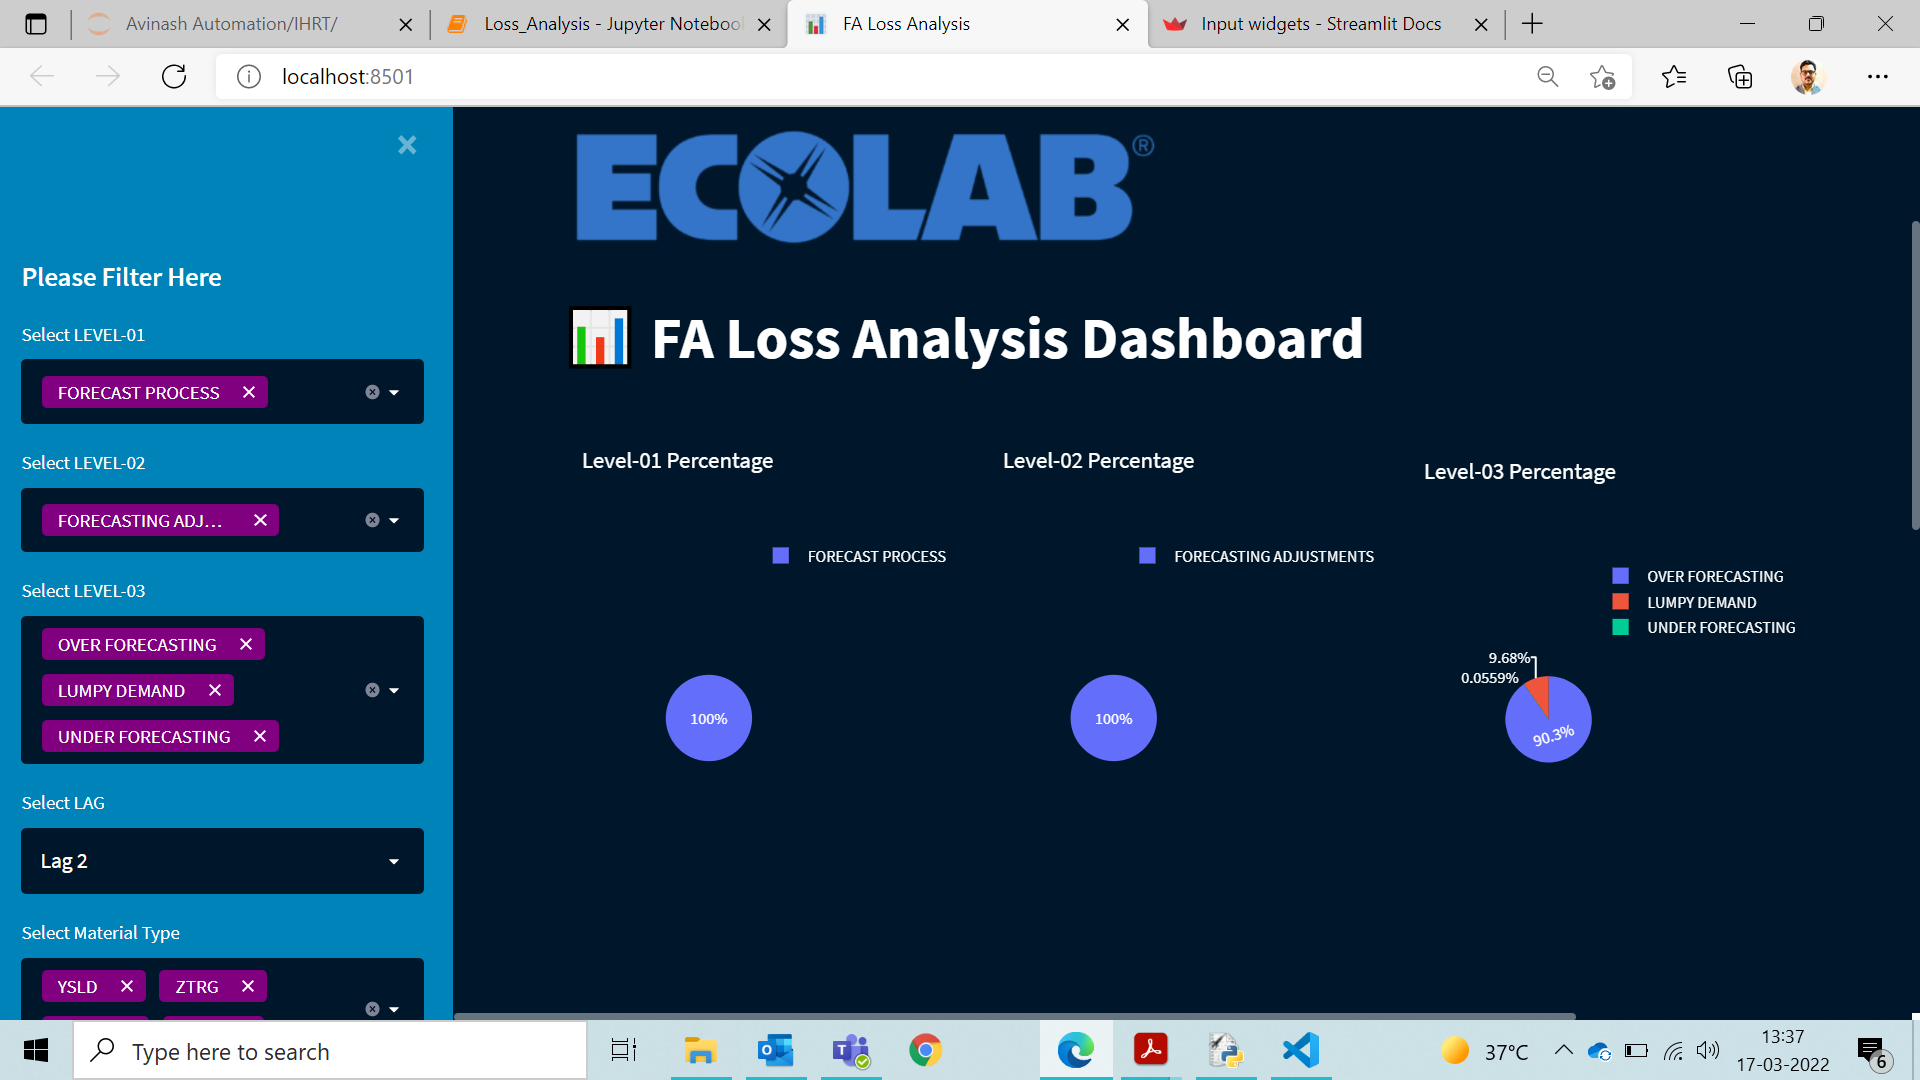 Avinash Automation/IHRT/
Loss_Analysis - Jupyter Notebook
FA Loss Analysis
Input widgets - Streamlit Docs
localhost:8501
ECOLAB®
Please Filter Here
Select LEVEL-01
FORECAST PROCESS
Select LEVEL-02
FORECASTING ADJ...
Select LEVEL-03
OVER FORECASTING
LUMPY DEMAND
UNDER FORECASTING
Select LAG
Lag 2
Select Material Type
YSLD
ZTRG
FA Loss Analysis Dashboard
Level-01 Percentage
FORECAST PROCESS
100%
Level-02 Percentage
FORECASTING ADJUSTMENTS
100%
Level-03 Percentage
OVER FORECASTING
LUMPY DEMAND
UNDER FORECASTING
9.68%
0.0559%
90.3%
Type here to search
37°C
13:37
17-03-2022
6